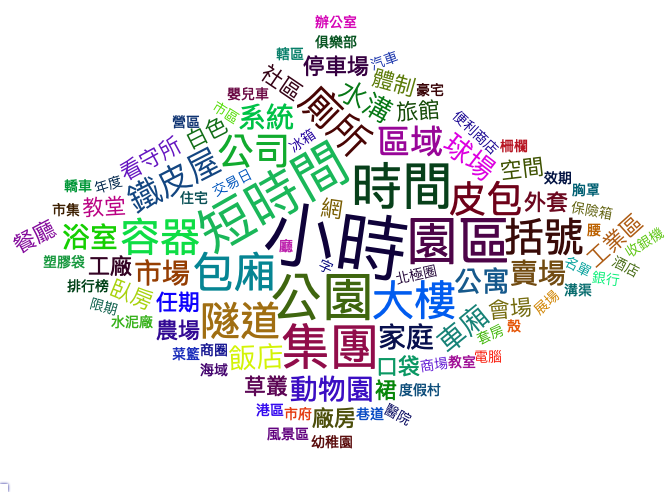 辦公室
俱樂部
轄區
停車場
汽車
社區
體制
豪宅
嬰兒車
廁所
水溝
旅館
市區
系統
冰箱
便利商店
營區
白色
公司
區域
球場
柵欄
看守所
鐵皮屋
短時間
時間
空間
效期
轎車
年度
交易日
住宅
皮包
外套
胸罩
保險箱
市集
教堂
網
小時
園區
括號
腰
工業區
收銀機
餐廳
浴室
容器
廳
塑膠袋
工廠
市場
包廂
字
北極圈
公寓
賣場
名單
酒店
銀行
排行榜
臥房
任期
公園
大樓
會場
展場
溝渠
限期
水泥廠
農場
隧道
集團
家庭
車廂
套房
殼
菜籃
商圈
飯店
口袋
商場
教室
電腦
海域
草叢
動物園
裙
度假村
港區
市府
廠房
巷道
醫院
風景區
幼稚園